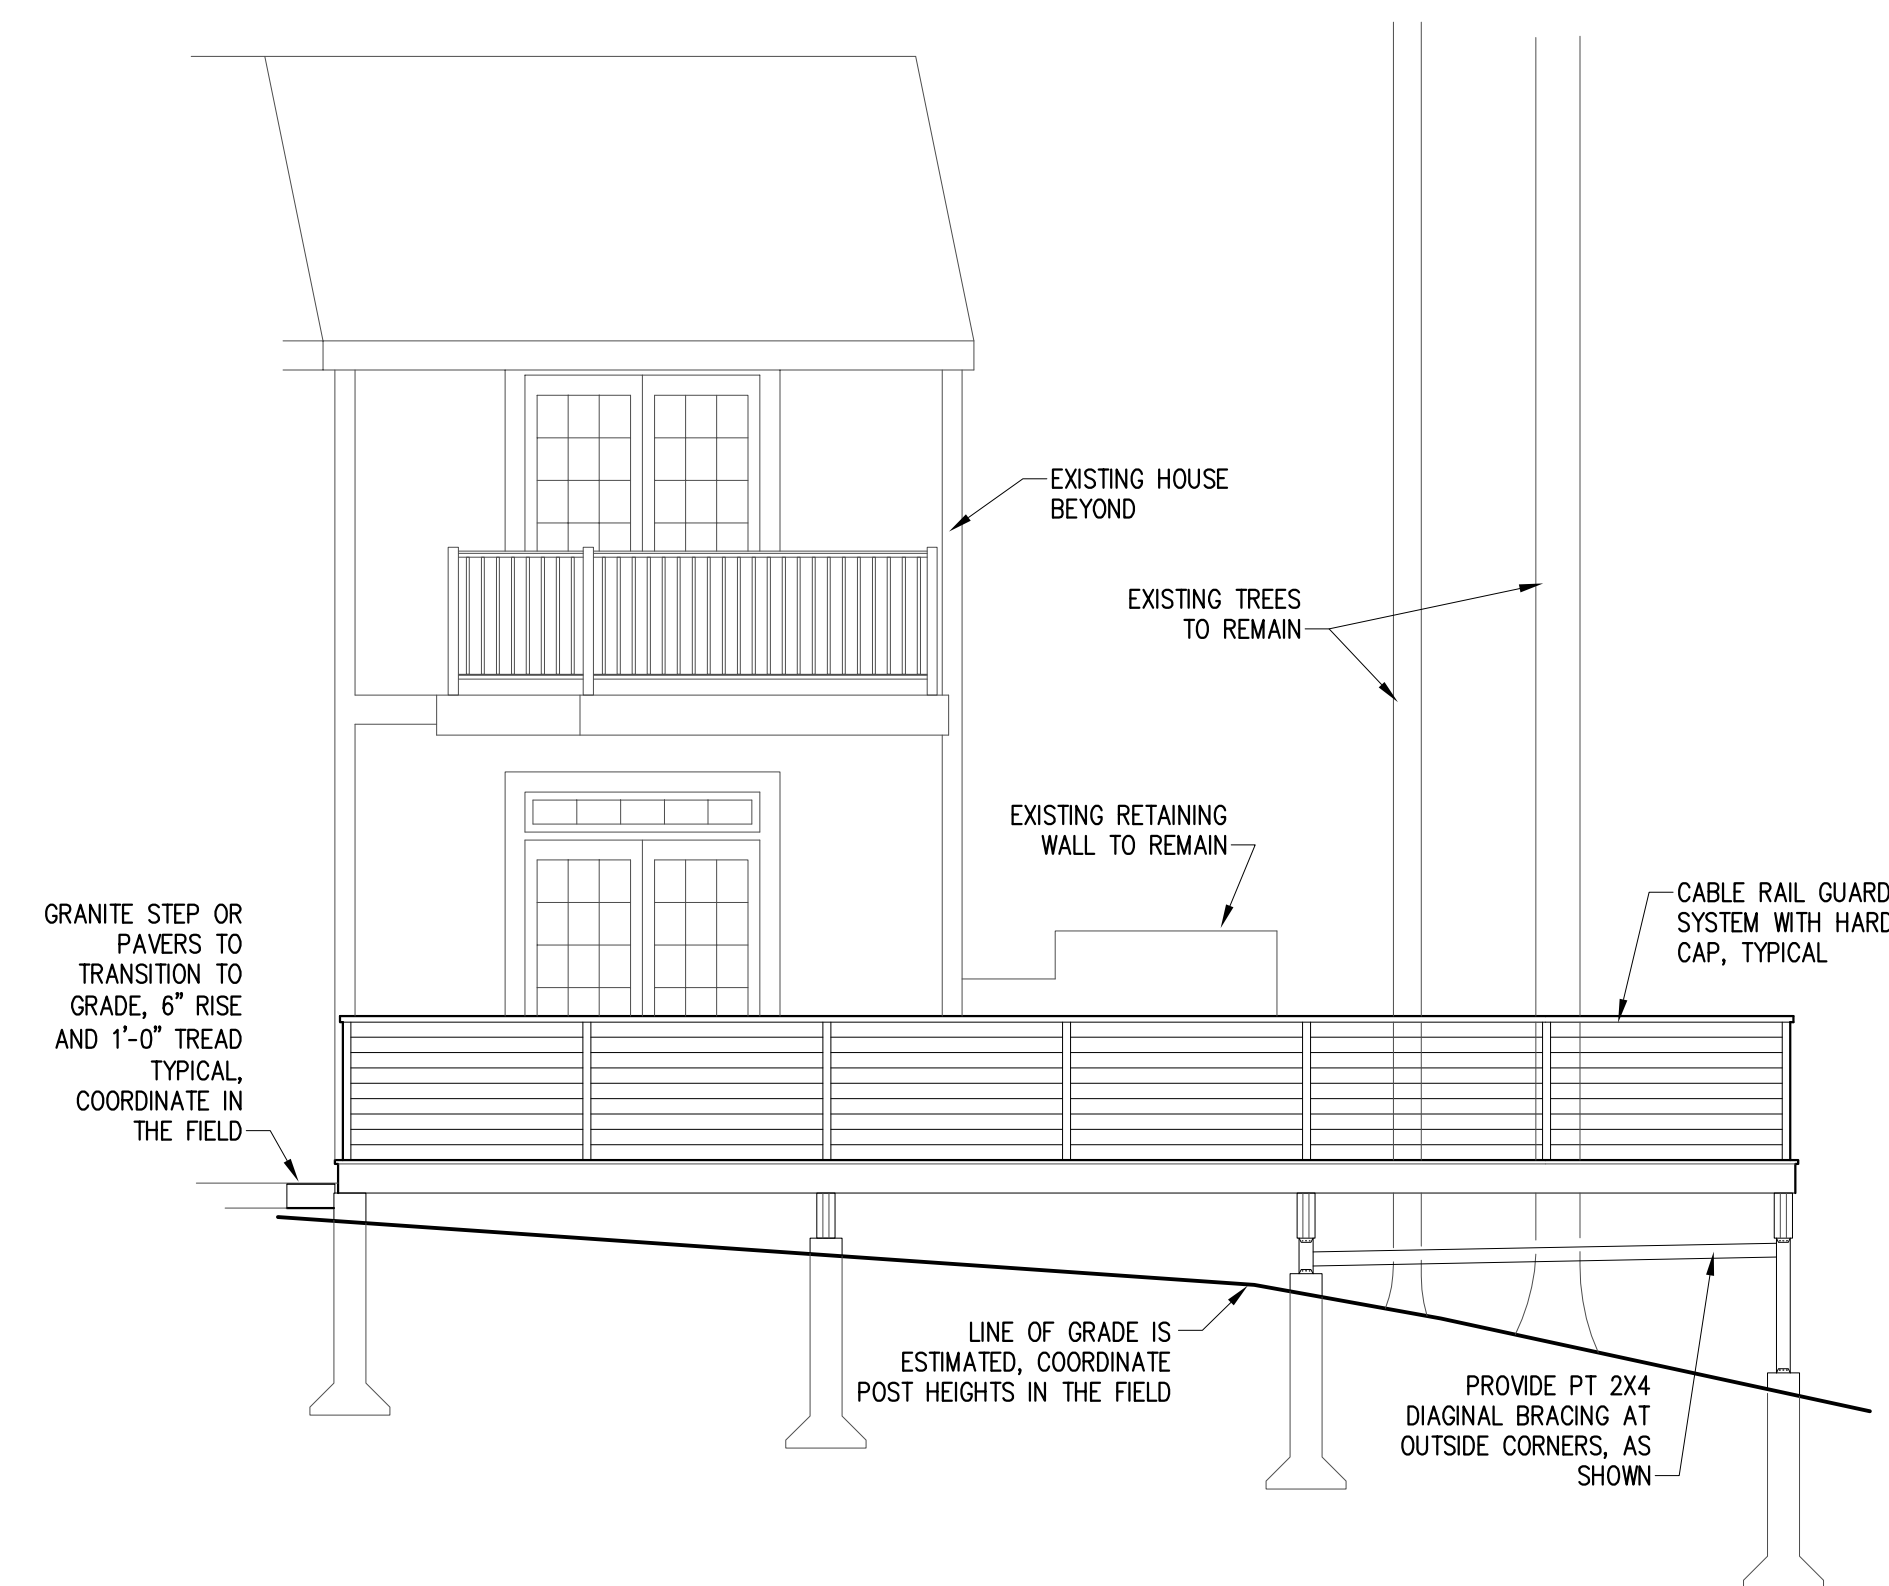 EXISTING HOUSE
BEYOND
EXISTING TREES
TO REMAIN
EXISTING RETAINING
WALL TO REMAIN
CABLE RAIL GUARD
SYSTEM WITH HARD
CAP, TYPICAL
GRANITE STEP OR
PAVERS TO
TRANSITION TO
GRADE, 6" RISE
AND 1'-0" TREAD
TYPICAL,
COORDINATE IN
THE FIELD
LINE OF GRADE IS
ESTIMATED, COORDINATE
POST HEIGHTS IN THE FIELD
PROVIDE PT 2X4
DIAGINAL BRACING AT
OUTSIDE CORNERS, AS
SHOWN